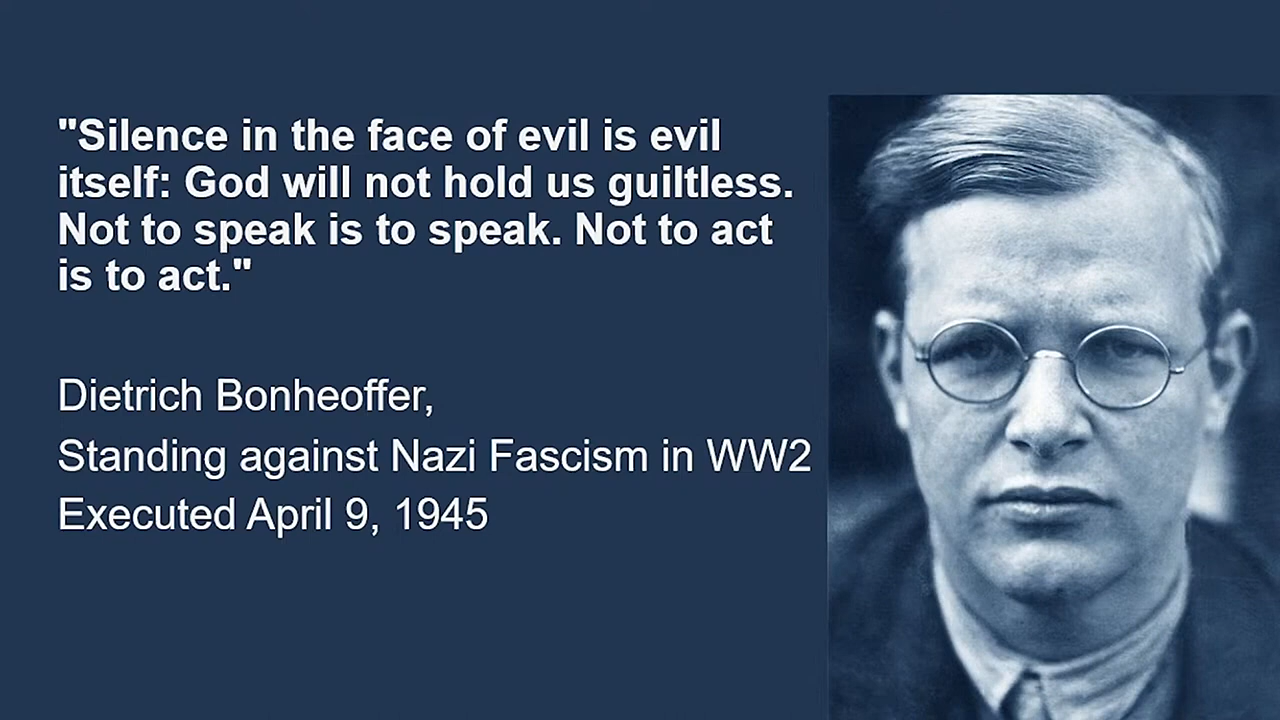 "Silence in the face of evil is evil
itself: God will not hold us guiltless.
Not to speak is to speak. Not to act
is to act."
Dietrich Bonheoffer,
Standing against Nazi Fascism in WW2
Executed April 9, 1945